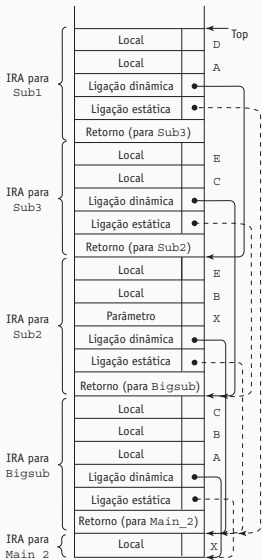 Top
Local D
Local A
IRA para
Sub1
Ligação dinâmica
Ligação estática
Retorno (para Sub3)
Local E
Local C
IRA para
Sub3
Ligação dinâmica
Ligação estática
Retorno (para Sub2)
Local E
Local B
IRA para
Sub2
Parâmetro X
Ligação dinâmica
Ligação estática
Retorno (para Bigsub)
Local C
Local B
Local A
IRA para
Bigsub
Ligação dinâmica
Ligação estática
Retorno (para Main_2)
IRA para
Main_2
Local X